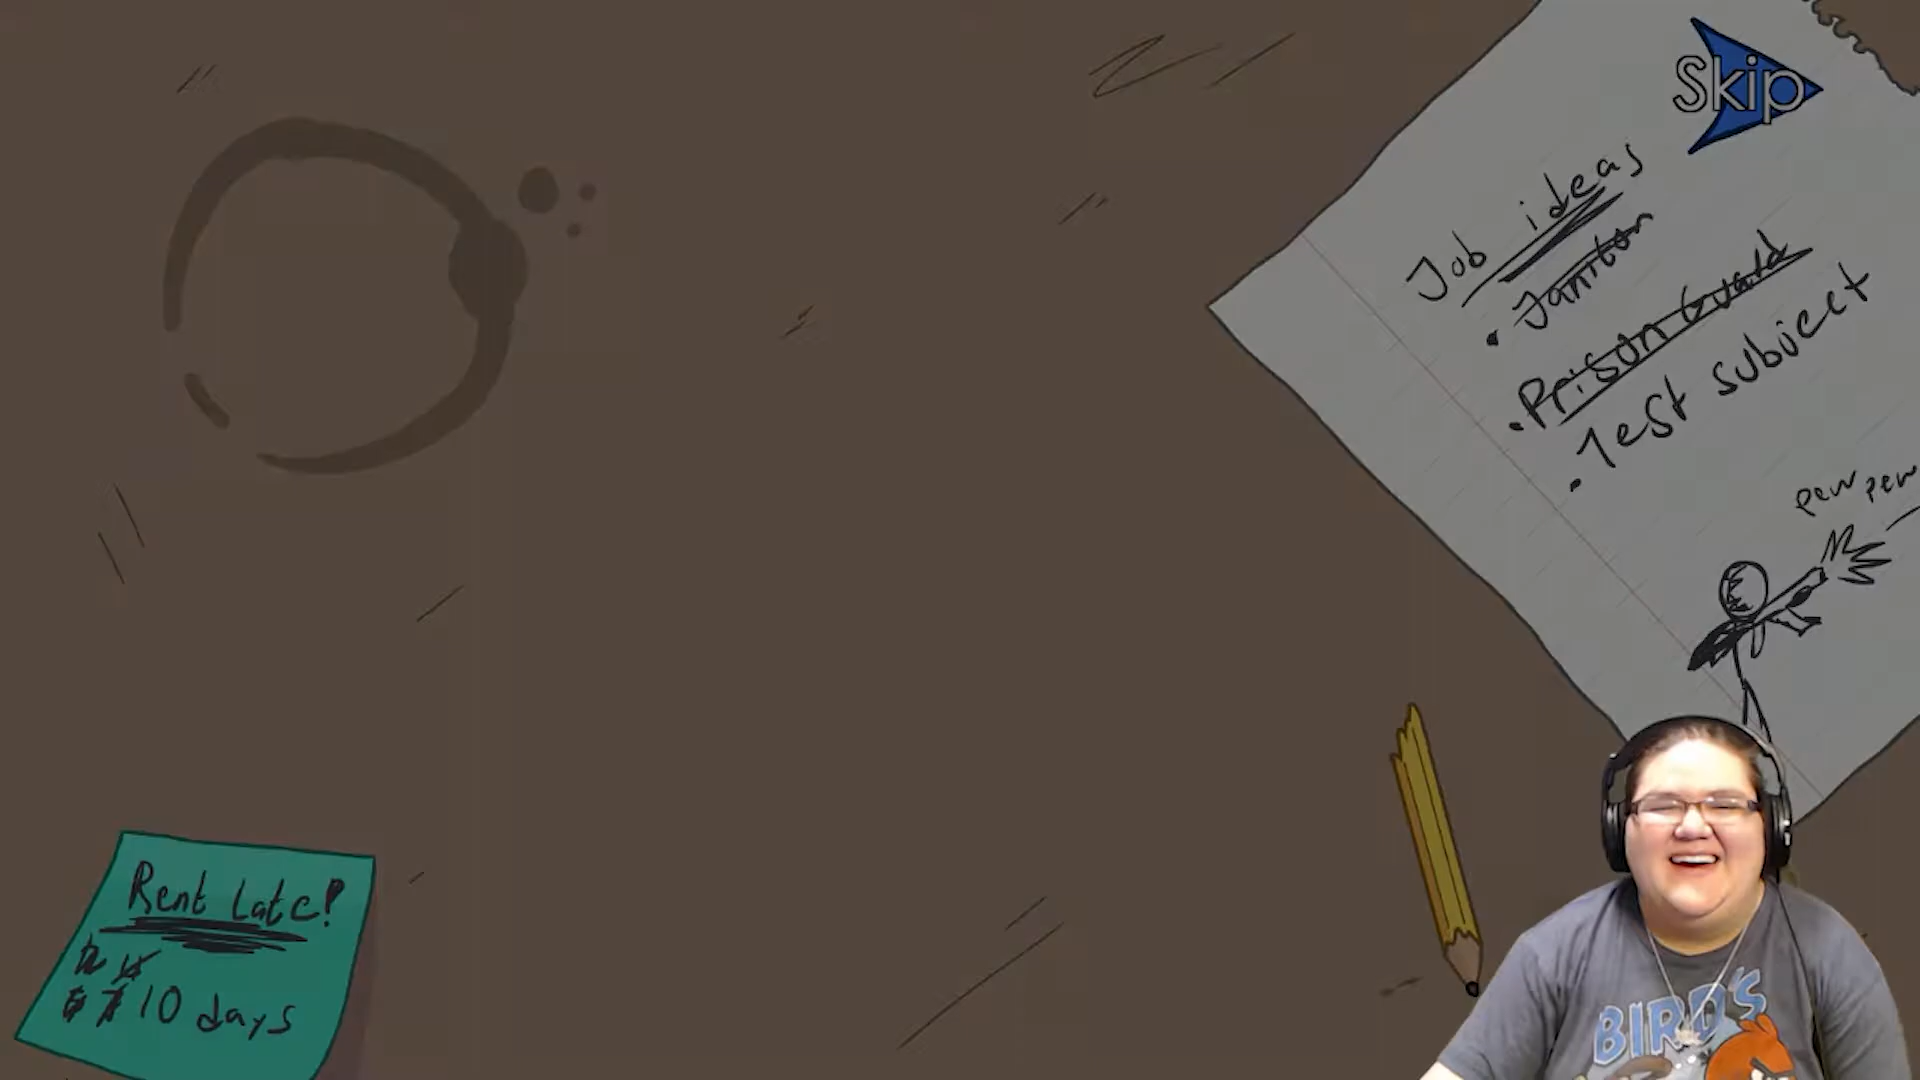 Skip
Job ideas
• Janitor
• Prison Guard
• Test subject
pew pew
Rent Late!
10 days
BIRDS